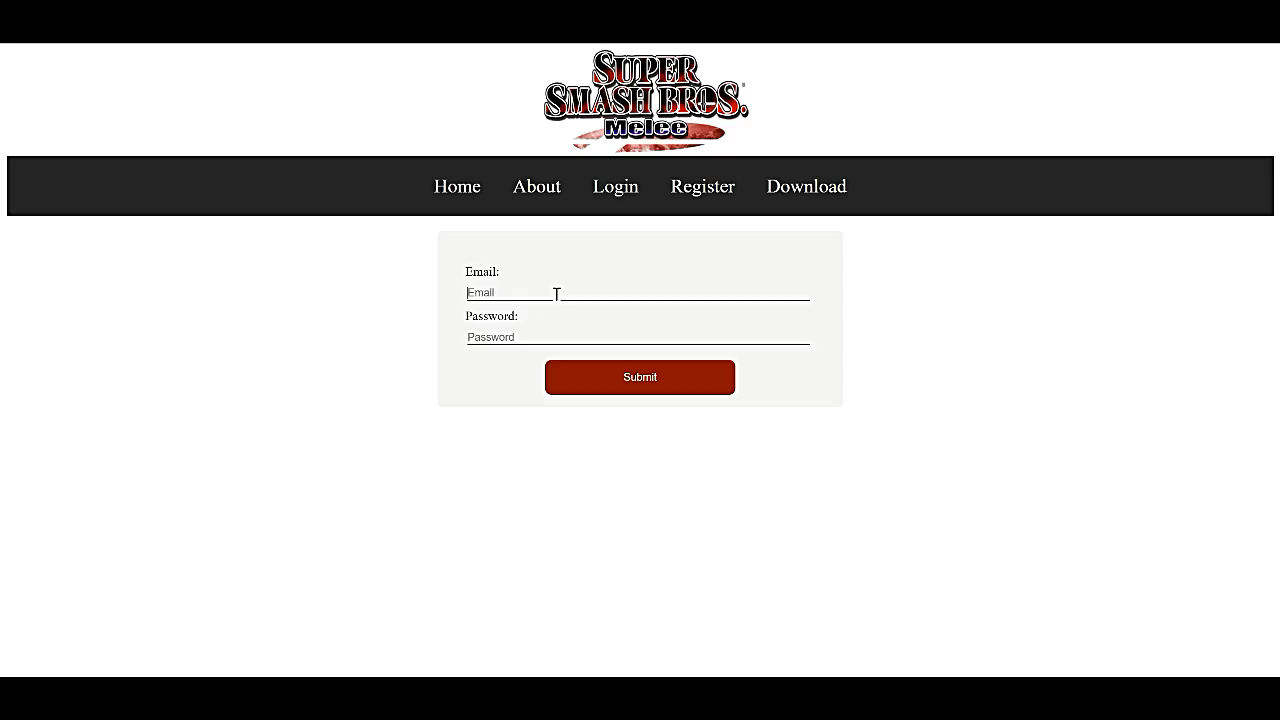 SUPER
SMASH BROS.
Melee
Home About Login Register Download
Email:
Email
Password:
Password
Submit